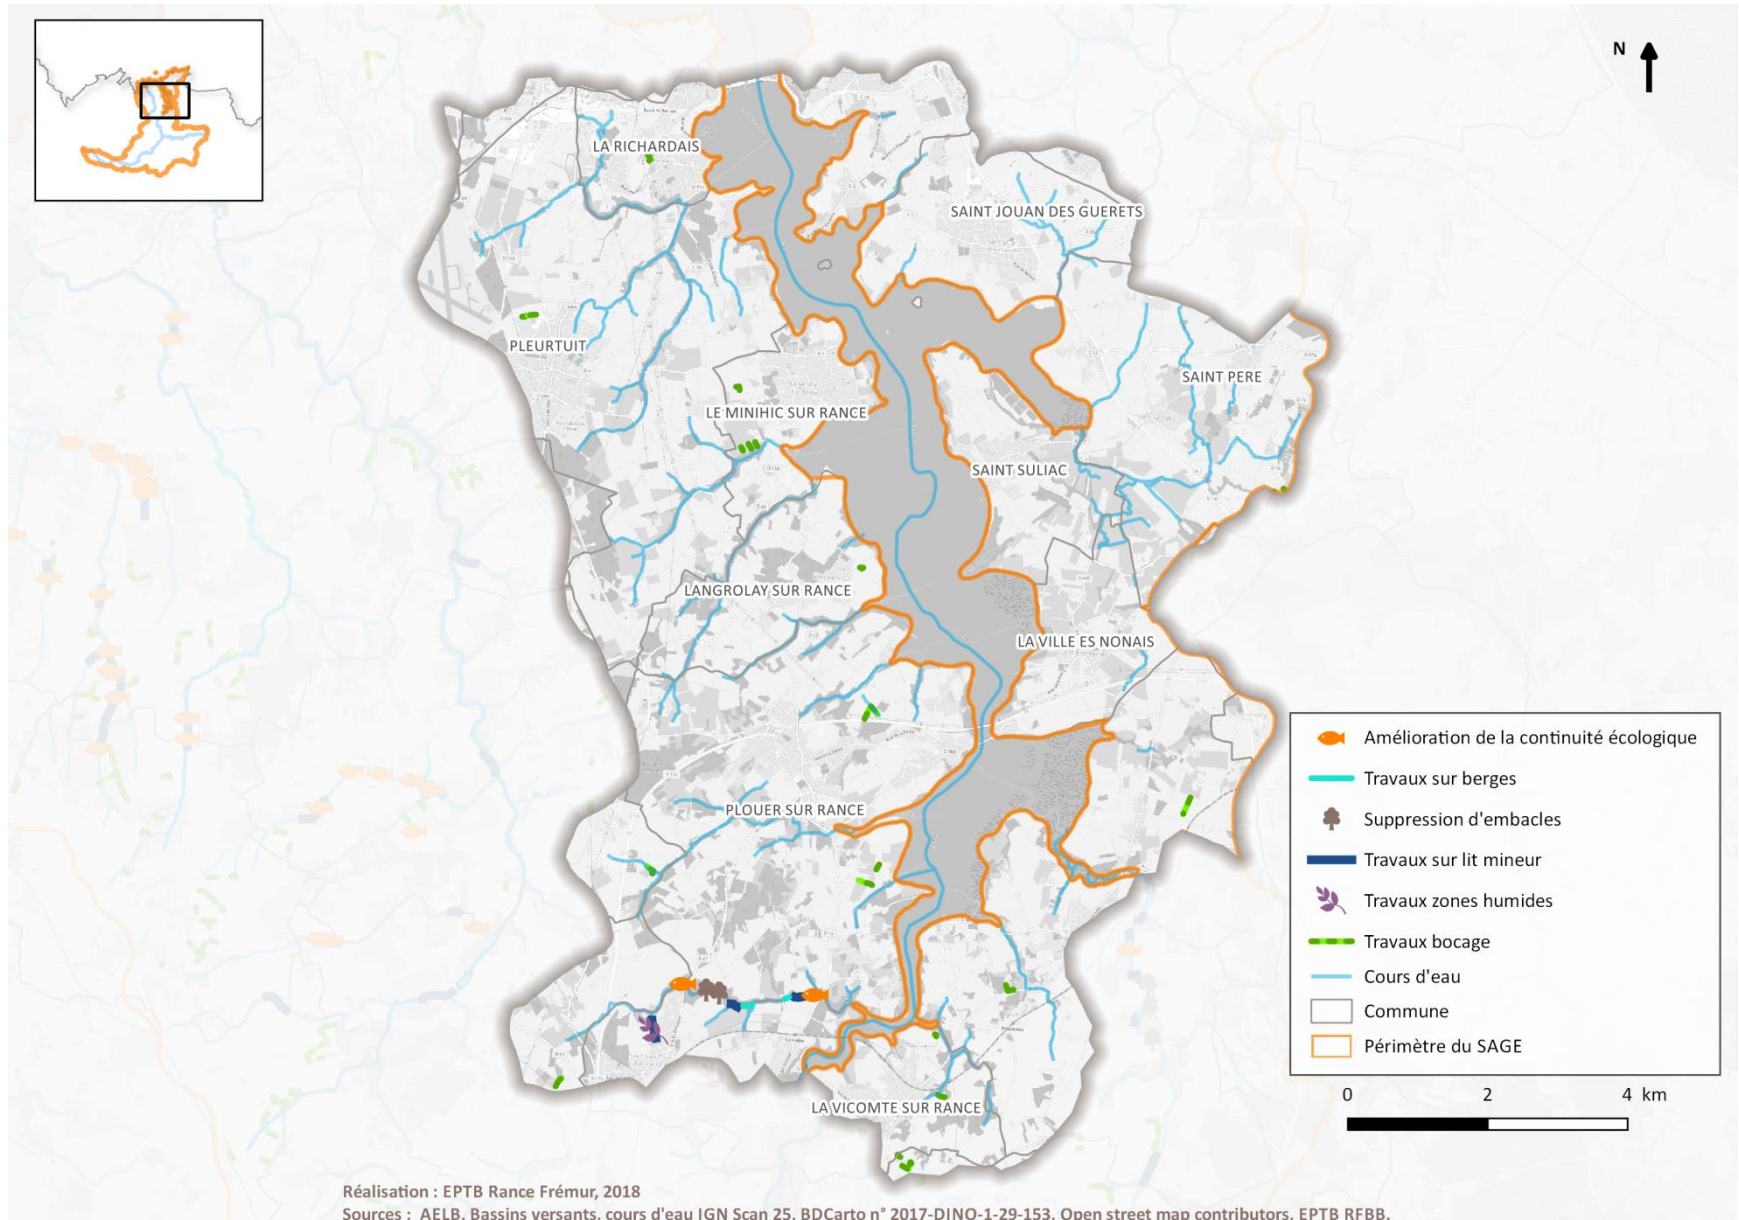 N
LA RICHARDAIS
SAINT JOUAN DES GUERETS
PLEURTUIT
SAINT PERE
LE MINIHIC SUR RANCE
SAINT SULIAC
LANGROLAY SUR RANCE
LA VILLE ES NONAIS
PLOUER SUR RANCE
LA VICOMTE SUR RANCE
Amélioration de la continuité écologique
Travaux sur berges
Suppression d'embacles
Travaux sur lit mineur
Travaux zones humides
Travaux bocage
Cours d'eau
Commune
Périmètre du SAGE
0 2 4 km
Réalisation : EPTB Rance Frémur, 2018
Sources : AELB, Bassins versants, cours d'eau IGN Scan 25, BDCarto n° 2017-DINO-1-29-153, Open street map contributors, EPTB RFBB,